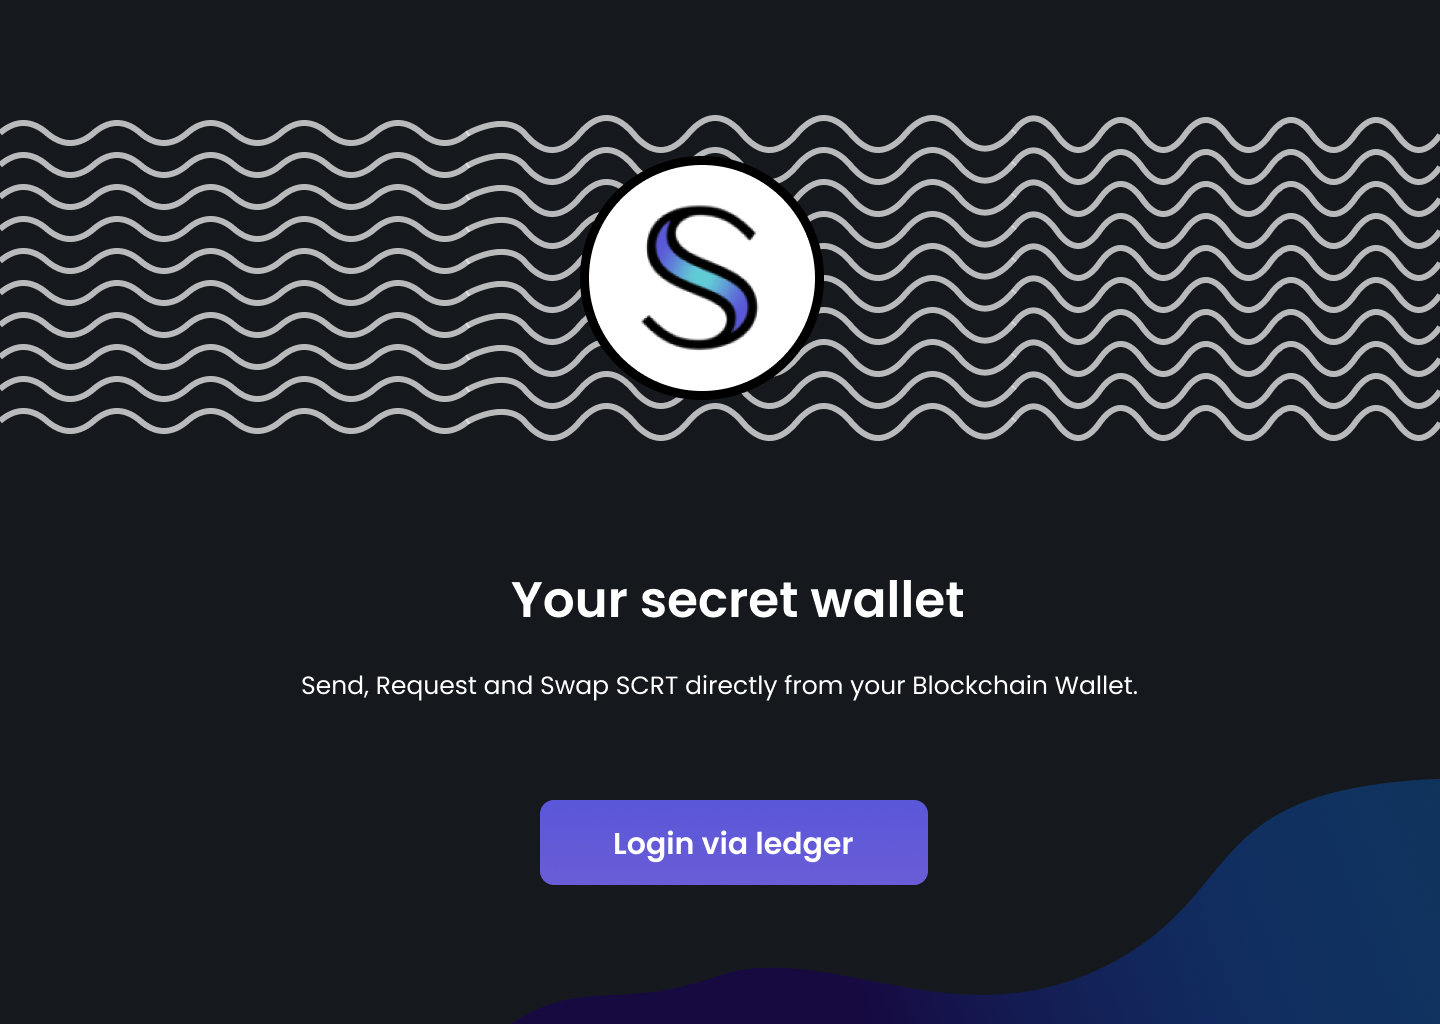 S
Your secret wallet
Send, Request and Swap SCRT directly from your Blockchain Wallet.
Login via ledger